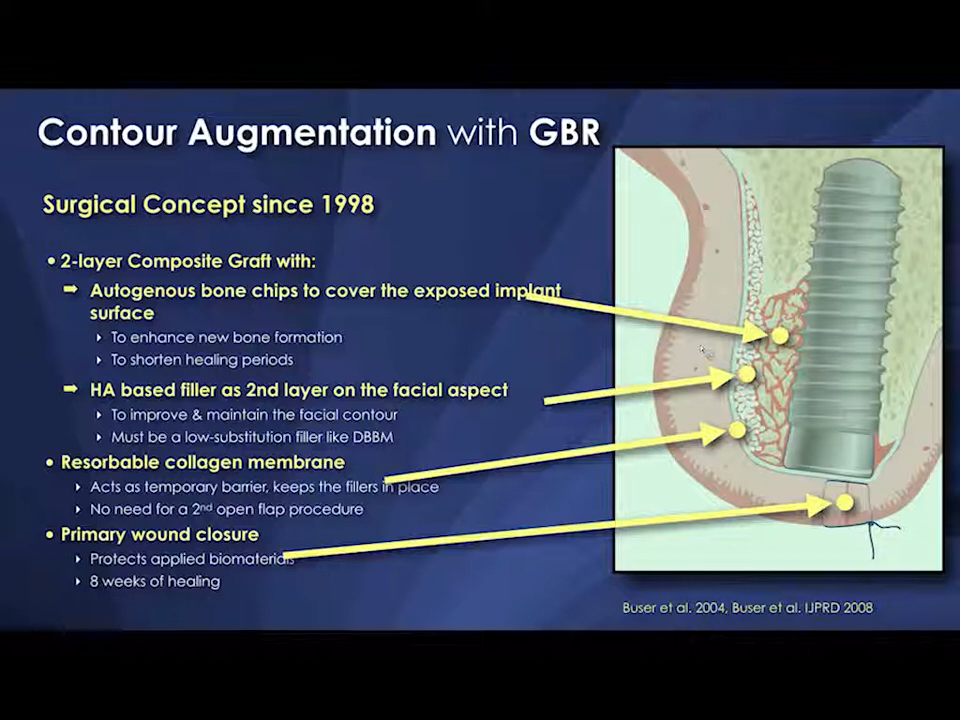 Contour Augmentation with GBR
Surgical Concept since 1998
• 2-layer Composite Graft with:
➡ Autogenous bone chips to cover the exposed implant
surface
‣ To enhance new bone formation
‣ To shorten healing periods
➡ HA based filler as 2nd layer on the facial aspect
‣ To improve & maintain the facial contour
‣ Must be a low-substitution filler like DBBM
• Resorbable collagen membrane
‣ Acts as temporary barrier, keeps the fillers in place
‣ No need for a 2nd open flap procedure
• Primary wound closure
‣ Protects applied biomaterials
‣ 8 weeks of healing
Buser et al. 2004, Buser et al. IJPRD 2008